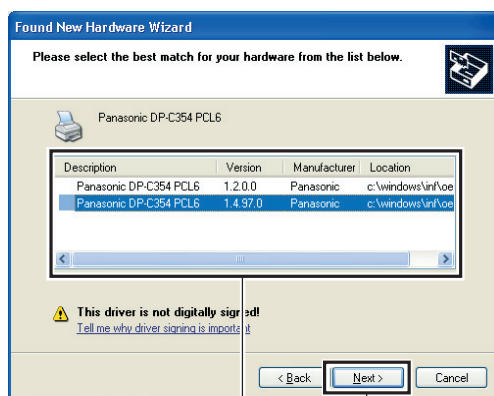 Found New Hardware Wizard
Please select the best match for your hardware from the list below.
Panasonic DP-C354 PCL6
Description Version Manufacturer Location
Panasonic DP-C354 PCL6 1.2.0.0 Panasonic c:\windows\inf\oe
Panasonic DP-C354 PCL6 1.4.97.0 Panasonic c:\windows\inf\oe
This driver is not digitally signed!
Tell me why driver signing is important
< Back Next > Cancel